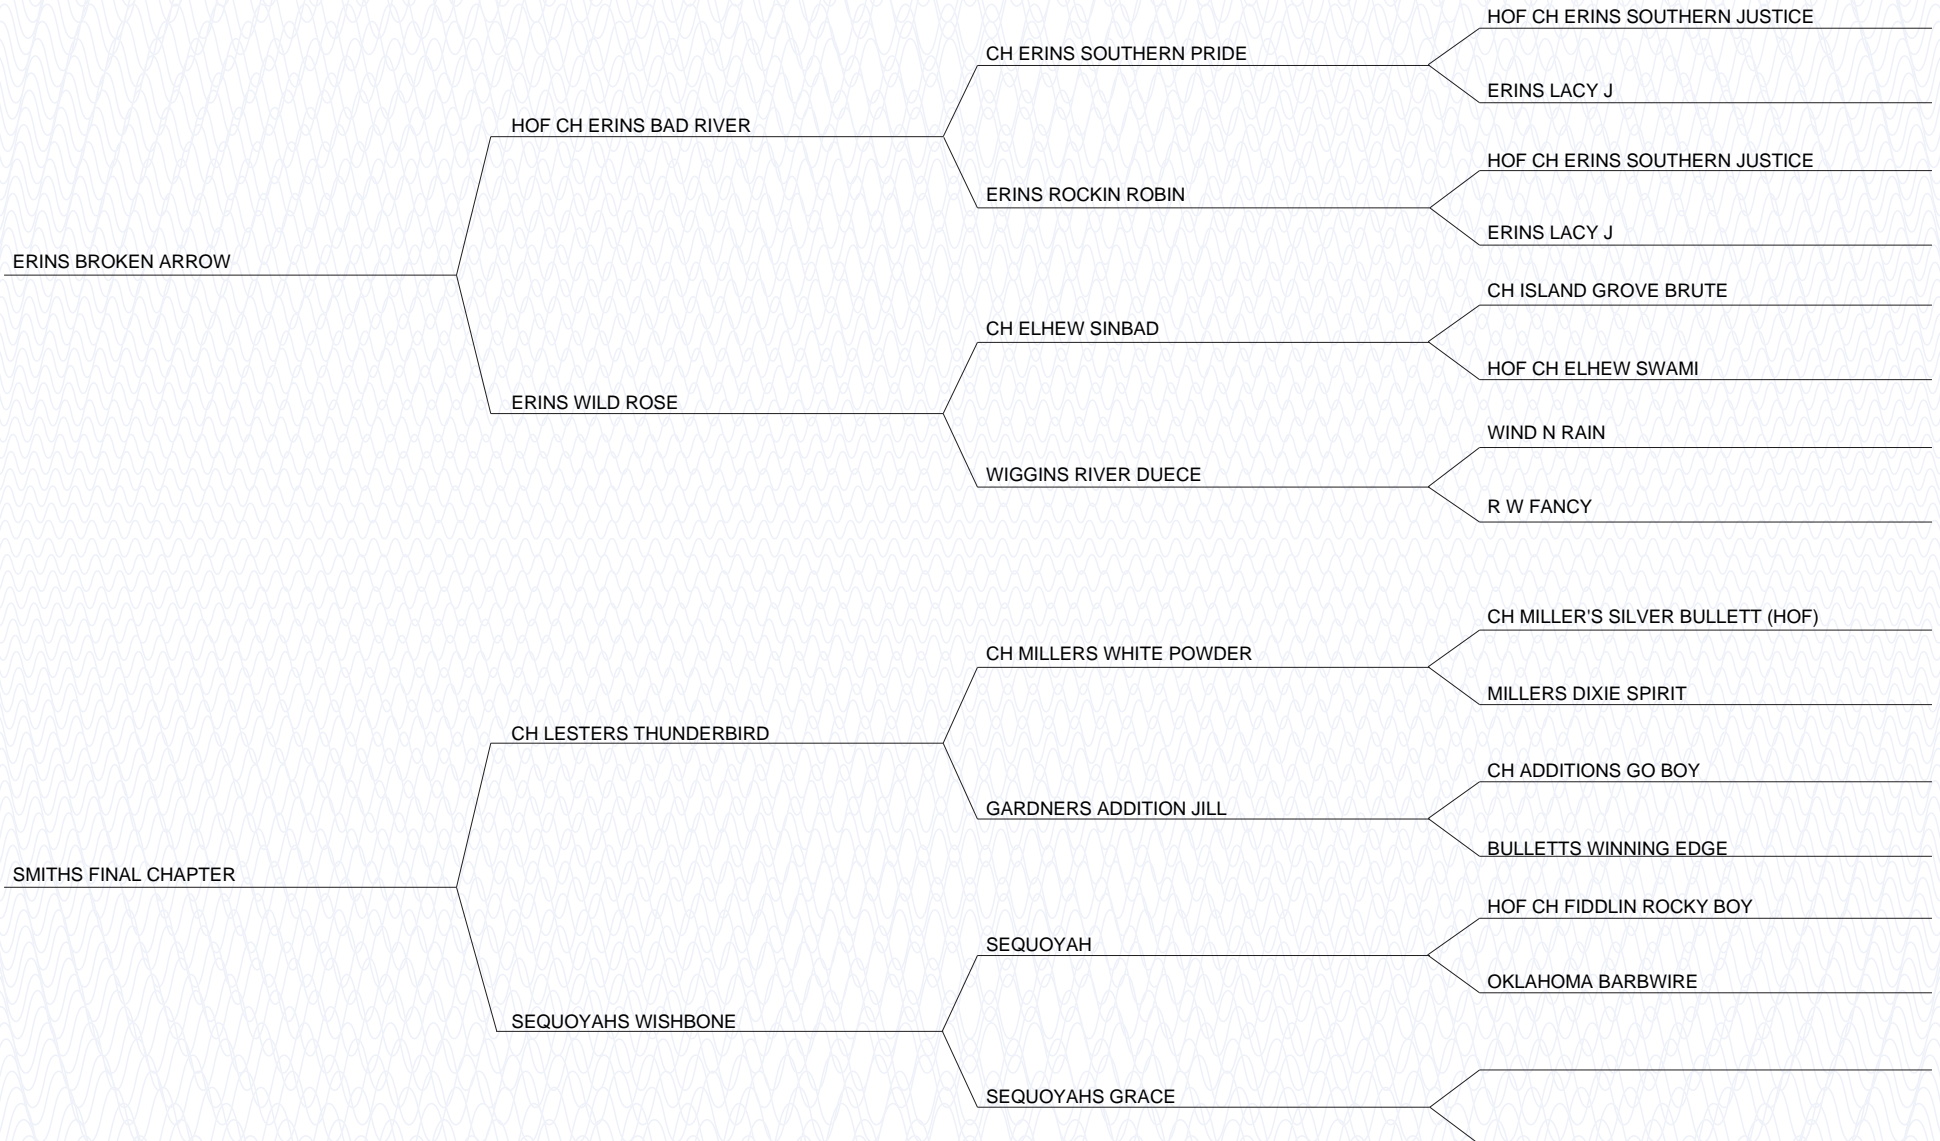 HOF CH ERINS SOUTHERN JUSTICE
CH ERINS SOUTHERN PRIDE
ERINS LACY J
HOF CH ERINS BAD RIVER
HOF CH ERINS SOUTHERN JUSTICE
ERINS ROCKIN ROBIN
ERINS LACY J
ERINS BROKEN ARROW
CH ISLAND GROVE BRUTE
CH ELHEW SINBAD
HOF CH ELHEW SWAMI
ERINS WILD ROSE
WIND N RAIN
WIGGINS RIVER DUECE
R W FANCY
CH MILLER'S SILVER BULLETT (HOF)
CH MILLERS WHITE POWDER
MILLERS DIXIE SPIRIT
CH LESTERS THUNDERBIRD
CH ADDITIONS GO BOY
GARDNERS ADDITION JILL
BULLETTS WINNING EDGE
SMITHS FINAL CHAPTER
HOF CH FIDDLIN ROCKY BOY
SEQUOYAH
OKLAHOMA BARBWIRE
SEQUOYAHS WISHBONE
SEQUOYAHS GRACE